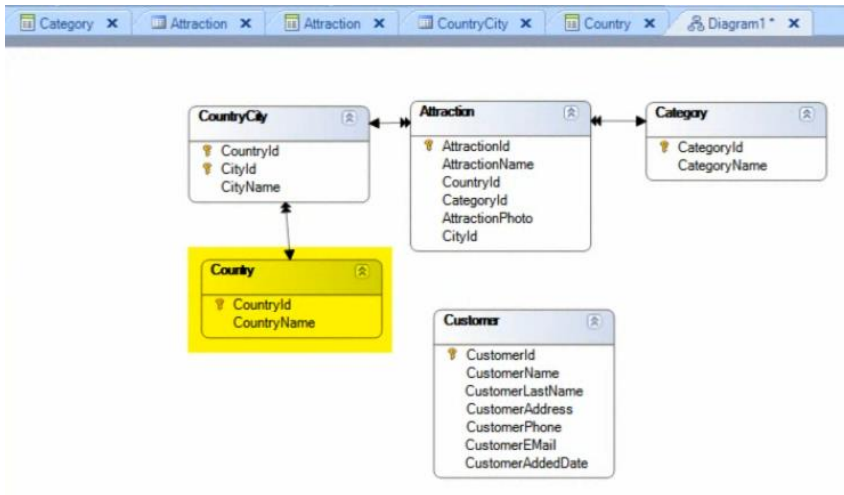 Category Attraction Attraction CountryCity Country Diagram1*
CountryCity
CountryId
CityId
CityName
Attraction
AttractionId
AttractionName
CountryId
CategoryId
AttractionPhoto
CityId
Category
CategoryId
CategoryName
Country
CountryId
CountryName
Customer
CustomerId
CustomerName
CustomerLastName
CustomerAddress
CustomerPhone
CustomerEMail
CustomerAddedDate